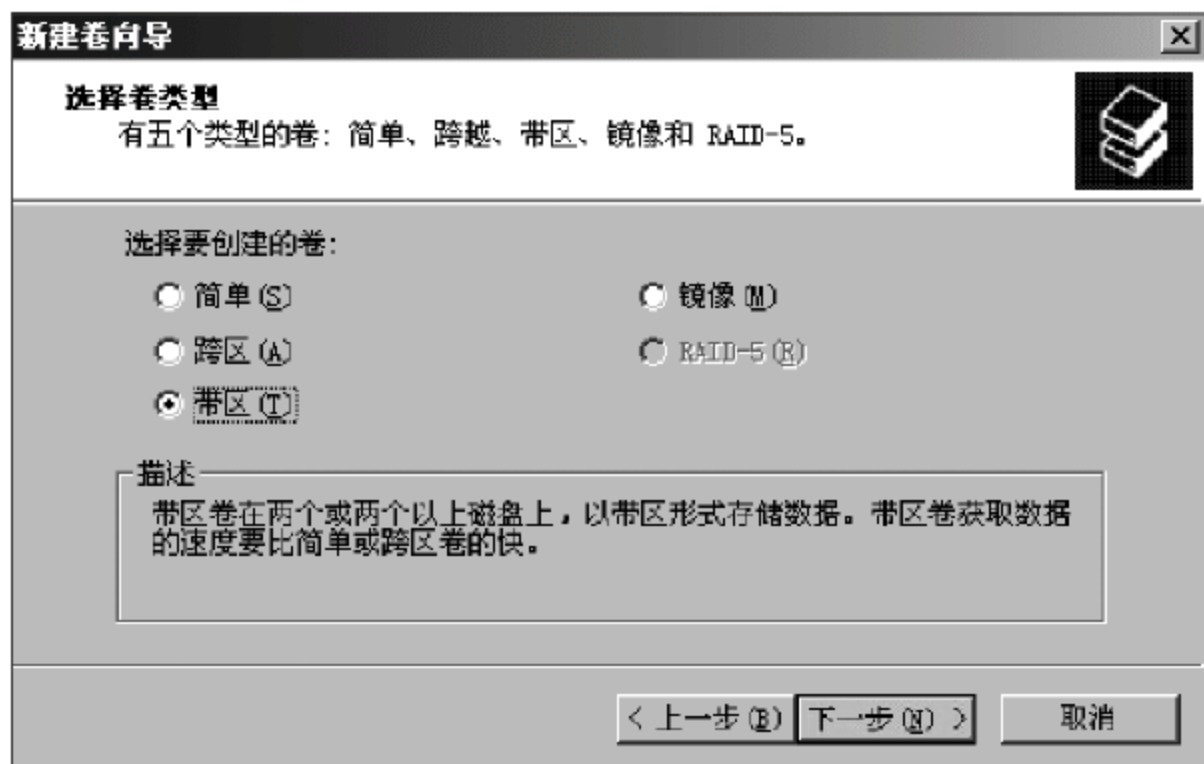 新建卷向导
选择卷类型
有五个类型的卷：简单、跨越、带区、镜像和 RAID-5。
选择要创建的卷：
简单(S)
镜像(M)
跨区(A)
RAID-5(R)
带区(T)
描述
带区卷在两个或两个以上磁盘上，以带区形式存储数据。带区卷获取数据
的速度要比简单或跨区卷的快。
< 上一步(B)
下一步(N) >
取消